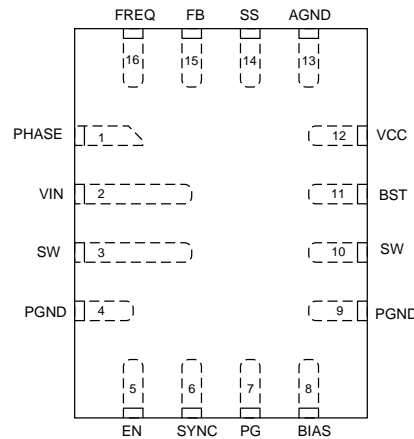 FREQ FB SS AGND
16 15 14 13
PHASE 1 12 VCC
VIN 2 11 BST
SW 3 10 SW
PGND 4 9 PGND
5 6 7 8
EN SYNC PG BIAS